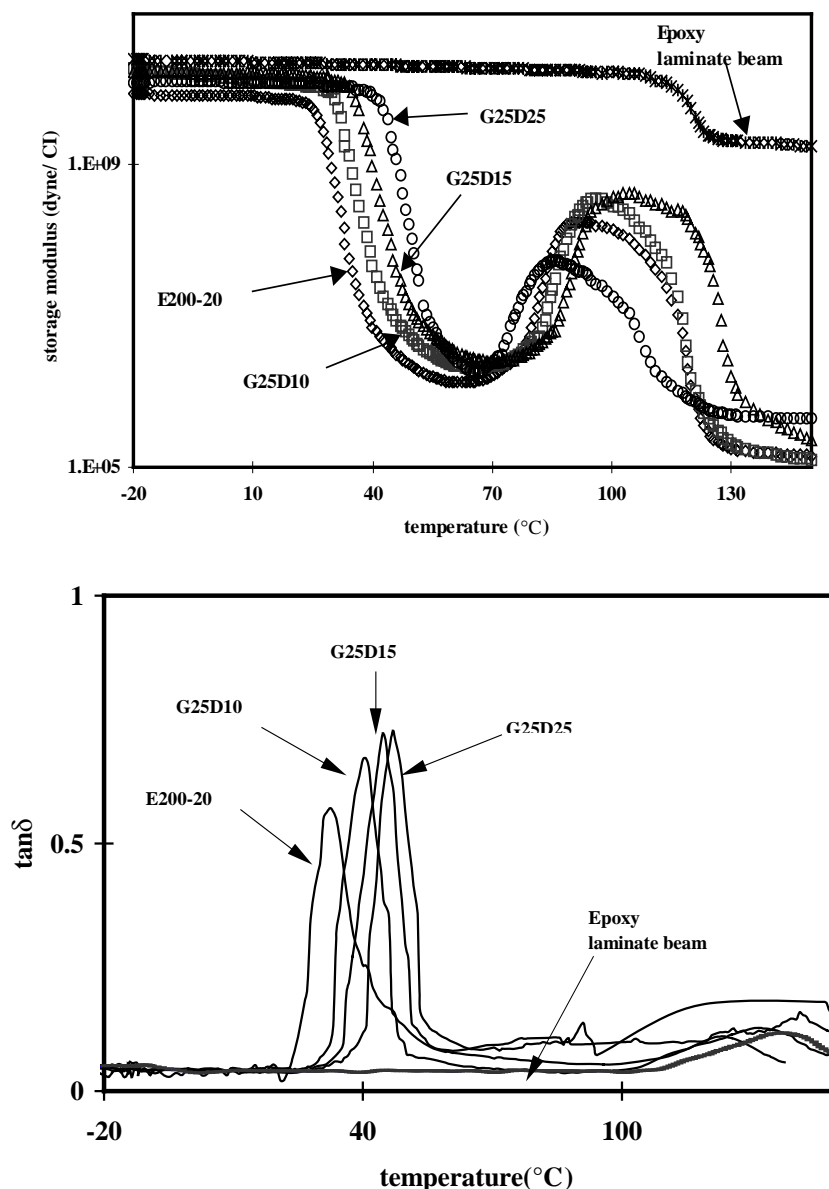 Epoxy
laminate beam
G25D25
1.E+09
G25D15
E200-20
G25D10
1.E+05
storage modulus (dyne/ CI)
-20 10 40 70 100 130
temperature (°C)
1
G25D15
G25D10
G25D25
E200-20
tanδ
0.5
Epoxy
laminate beam
0
-20 40 100
temperature(°C)